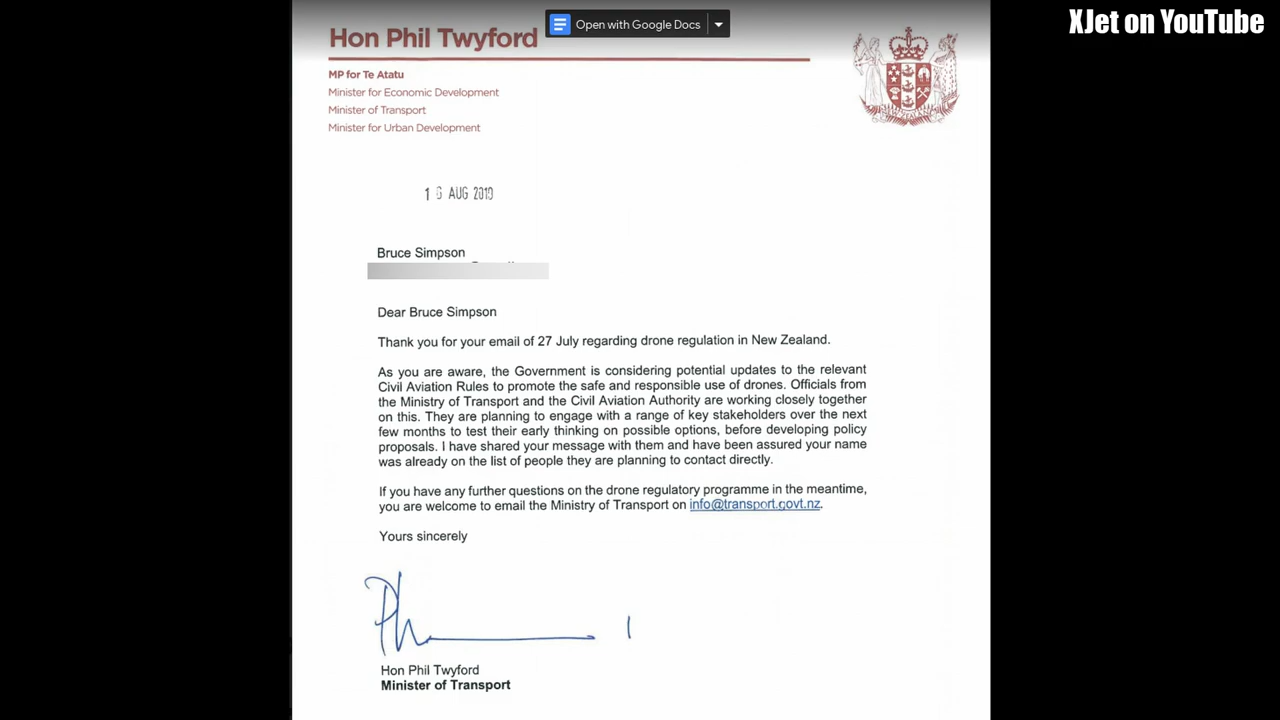 XJet on YouTube
Open with Google Docs
Hon Phil Twyford
MP for Te Atatu
Minister for Economic Development
Minister of Transport
Minister for Urban Development
AUG
Bruce Simpson
Dear Bruce Simpson
Thank you for your email of 27 July regarding drone regulation in New Zealand.
As you are aware, the Government is considering potential updates to the relevant
Civil Aviation Rules to promote the safe and responsible use of drones. Officials from
the Ministry of Transport and the Civil Aviation Authority are working closely together
on this. They are planning to engage with a range of key stakeholders over the next
few months to test their early thinking on possible options, before developing policy
proposals. I have shared your message with them and have been assured your name
was already on the list of people they are planning to contact directly.
If you have any further questions on the drone regulatory programme in the meantime,
you are welcome to email the Ministry of Transport on info@transport.govt.nz.
Yours sincerely
Hon Phil Twyford
Minister of Transport